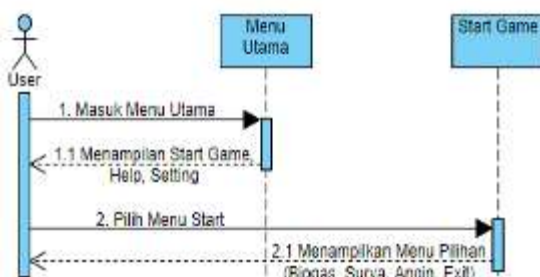 Menu
Utama
Start Game
User
1. Masuk Menu Utama
1.1 Menampilan Start Game,
Help, Setting
2. Pilih Menu Start
2.1 Menampilkan Menu Pilihan
(Biogas, Surya, Angin, Exit)